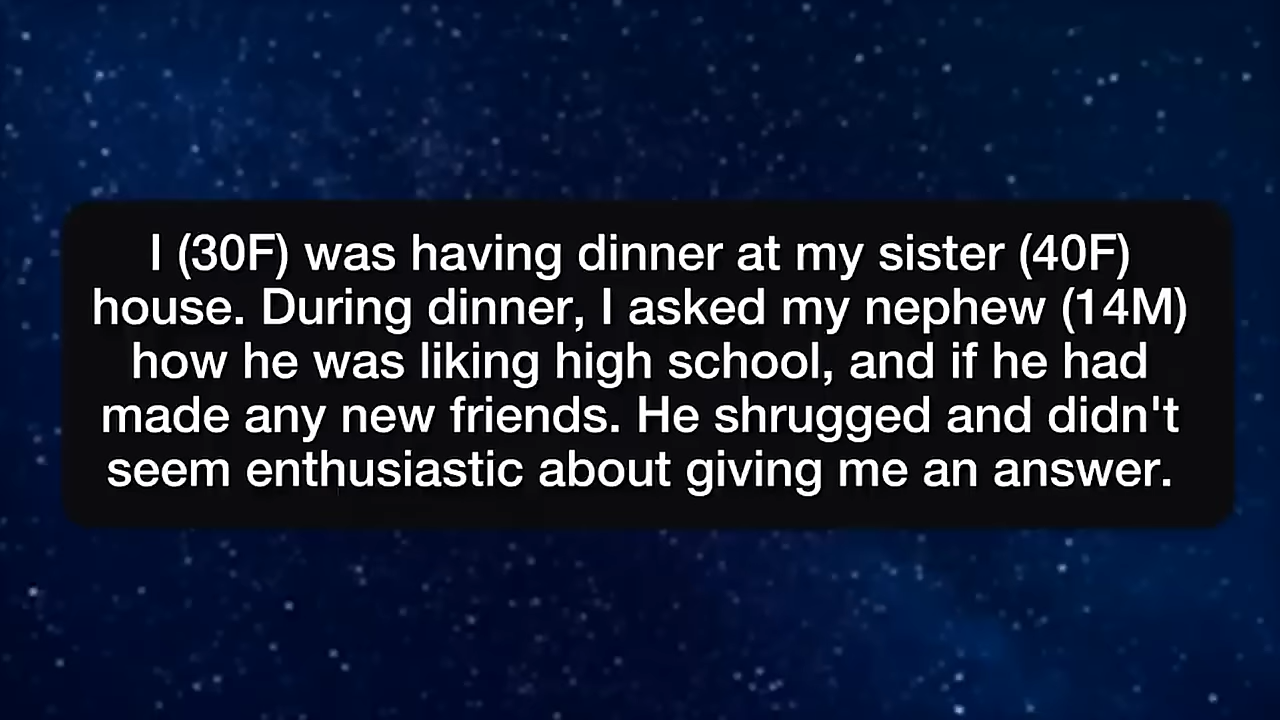 I (30F) was having dinner at my sister (40F)
house. During dinner, I asked my nephew (14M)
how he was liking high school, and if he had
made any new friends. He shrugged and didn't
seem enthusiastic about giving me an answer.